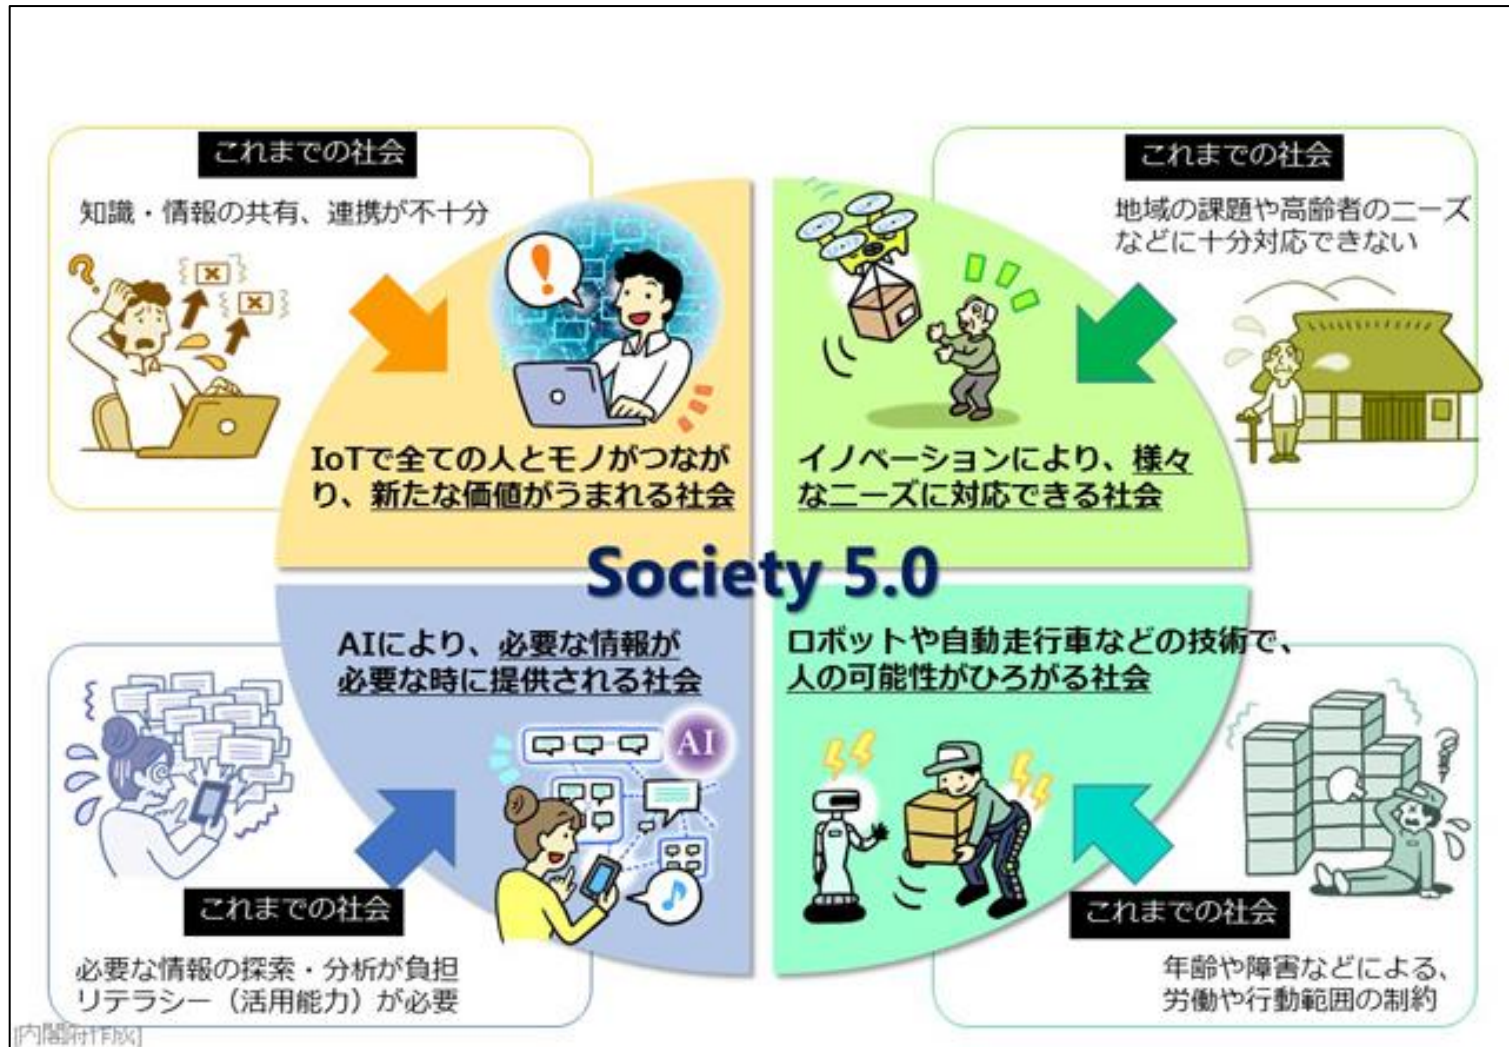 これまでの社会
知識・情報の共有、連携が不十分
IoTで全ての人とモノがつなが
り、新たな価値がうまれる社会
これまでの社会
地域の課題や高齢者のニーズ
などに十分対応できない
イノベーションにより、様々
なニーズに対応できる社会
Society 5.0
AIにより、必要な情報が
必要な時に提供される社会
AI
これまでの社会
必要な情報の探索・分析が負担
リテラシー（活用能力）が必要
ロボットや自動走行車などの技術で、
人の可能性がひろがる社会
これまでの社会
年齢や障害などによる、
労働や行動範囲の制約
[内閣府作成]